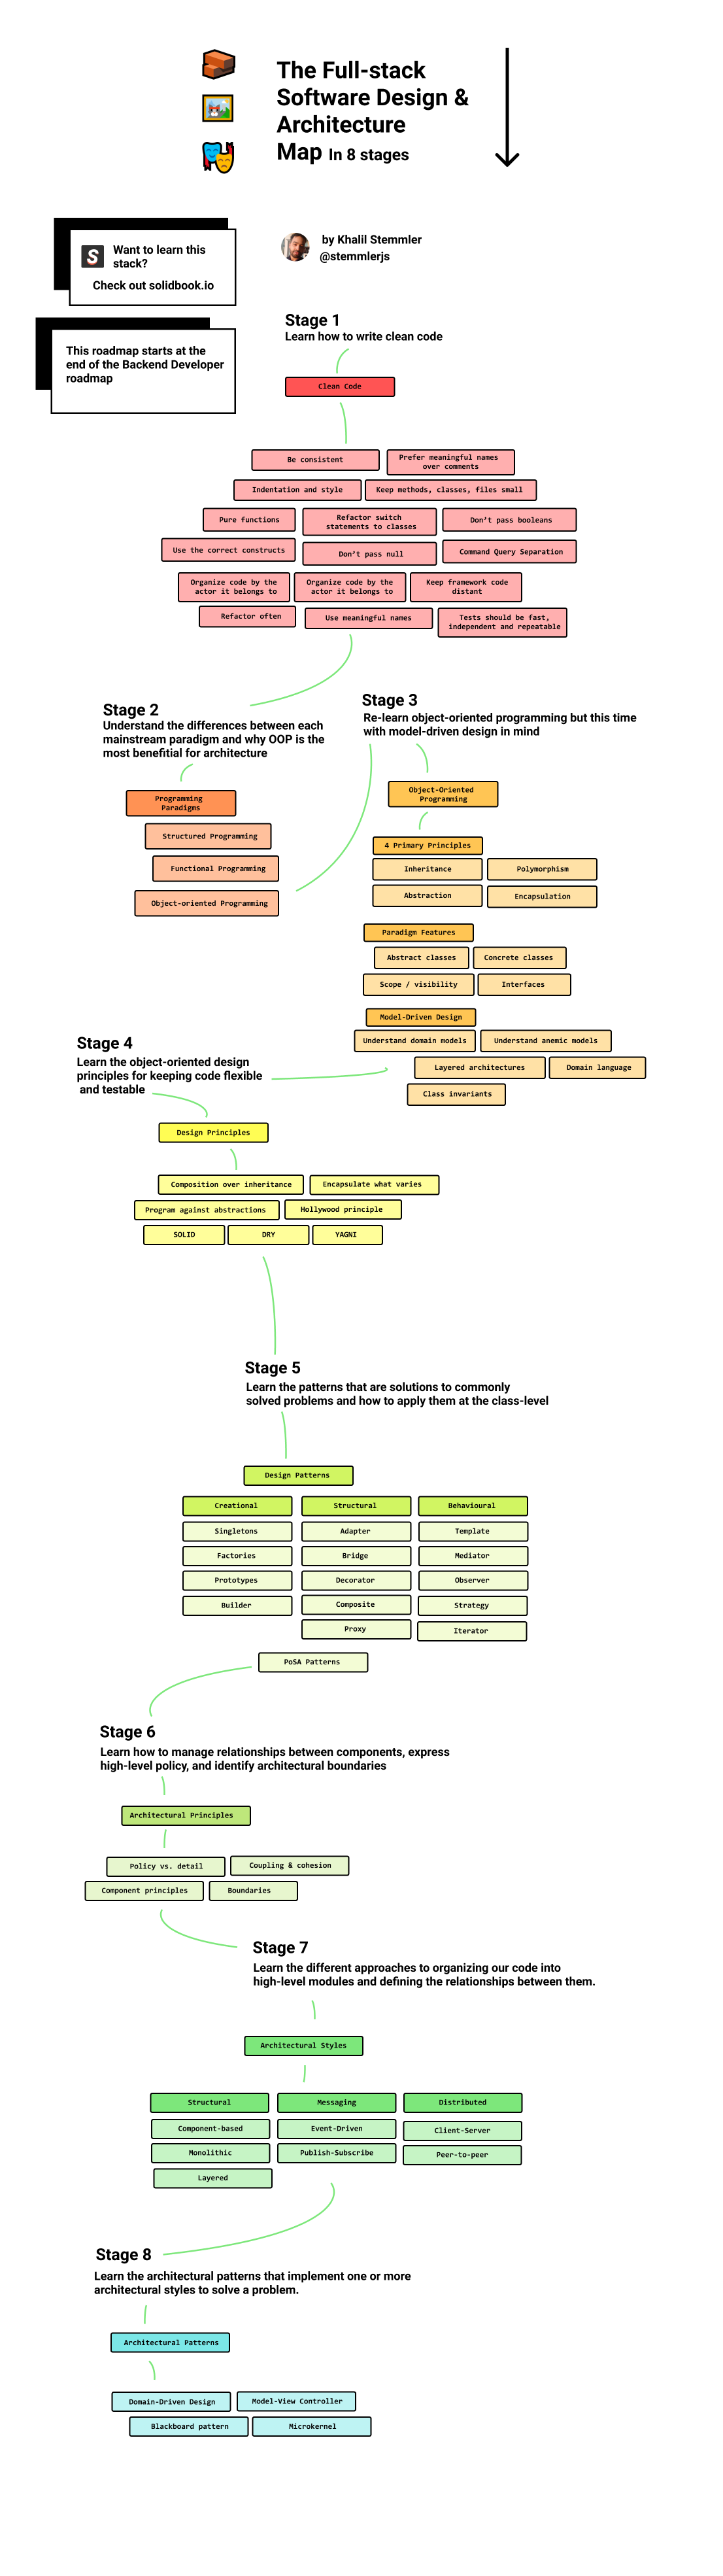 The Full-stack
Software Design &
Architecture
Map In 8 stages
Want to learn this
stack?
Check out solidbook.io
by Khalil Stemmler
@stemmlerjs
This roadmap starts at the
end of the Backend Developer
roadmap
Stage 1
Learn how to write clean code
Clean Code
Be consistent
Prefer meaningful names
over comments
Indentation and style
Keep methods, classes, files small
Pure functions
Refactor switch
statements to classes
Don't pass booleans
Use the correct constructs
Don't pass null
Command Query Separation
Organize code by the
actor it belongs to
Organize code by the
actor it belongs to
Keep framework code
distant
Refactor often
Use meaningful names
Tests should be fast,
independent and repeatable
Stage 2
Understand the differences between each
mainstream paradigm and why OOP is the
most benefitial for architecture
Programming
Paradigms
Structured Programming
Functional Programming
Object-oriented Programming
Stage 3
Re-learn object-oriented programming but this time
with model-driven design in mind
Object-Oriented
Programming
4 Primary Principles
Inheritance
Polymorphism
Abstraction
Encapsulation
Paradigm Features
Abstract classes
Concrete classes
Scope / visibility
Interfaces
Model-Driven Design
Understand domain models
Understand anemic models
Layered architectures
Domain language
Class invariants
Stage 4
Learn the object-oriented design
principles for keeping code flexible
and testable
Design Principles
Composition over inheritance
Encapsulate what varies
Program against abstractions
Hollywood principle
SOLID
DRY
YAGNI
Stage 5
Learn the patterns that are solutions to commonly
solved problems and how to apply them at the class-level
Design Patterns
Creational
Structural
Behavioural
Singletons
Adapter
Template
Factories
Bridge
Mediator
Prototypes
Decorator
Observer
Builder
Composite
Strategy
Proxy
Iterator
PoSA Patterns
Stage 6
Learn how to manage relationships between components, express
high-level policy, and identify architectural boundaries
Architectural Principles
Policy vs. detail
Coupling & cohesion
Component principles
Boundaries
Stage 7
Learn the different approaches to organizing our code into
high-level modules and defining the relationships between them.
Architectural Styles
Structural
Messaging
Distributed
Component-based
Event-Driven
Client-Server
Monolithic
Publish-Subscribe
Peer-to-peer
Layered
Stage 8
Learn the architectural patterns that implement one or more
architectural styles to solve a problem.
Architectural Patterns
Domain-Driven Design
Model-View Controller
Blackboard pattern
Microkernel